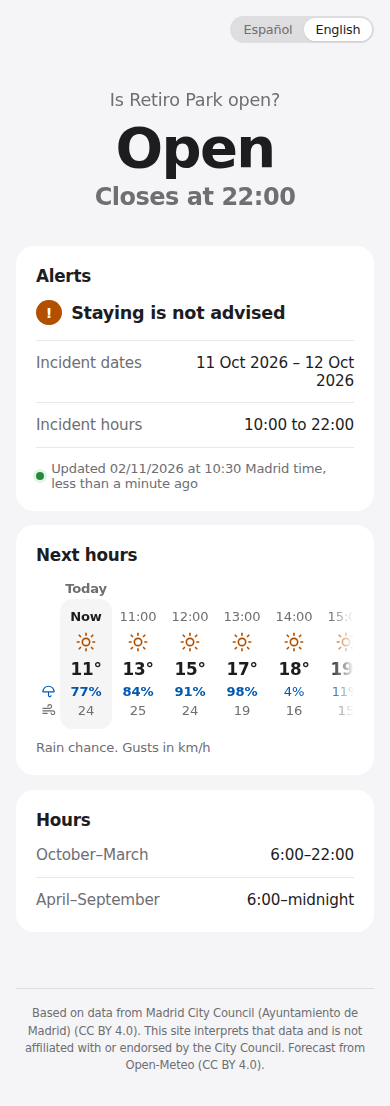 Español English
Is Retiro Park open?
Open
Closes at 22:00
Alerts
! Staying is not advised
Incident dates 11 Oct 2026 – 12 Oct
2026
Incident hours 10:00 to 22:00
Updated 02/11/2026 at 10:30 Madrid time,
less than a minute ago
Next hours
Today
Now 11:00 12:00 13:00 14:00
11° 13° 15° 17° 18° 19
77% 84% 91% 98% 4%
24 25 24 19 16
Rain chance. Gusts in km/h
Hours
October–March 6:00–22:00
April–September 6:00–midnight
Based on data from Madrid City Council (Ayuntamiento de
Madrid) (CC BY 4.0). This site interprets that data and is not
affiliated with or endorsed by the City Council. Forecast from
Open-Meteo (CC BY 4.0).